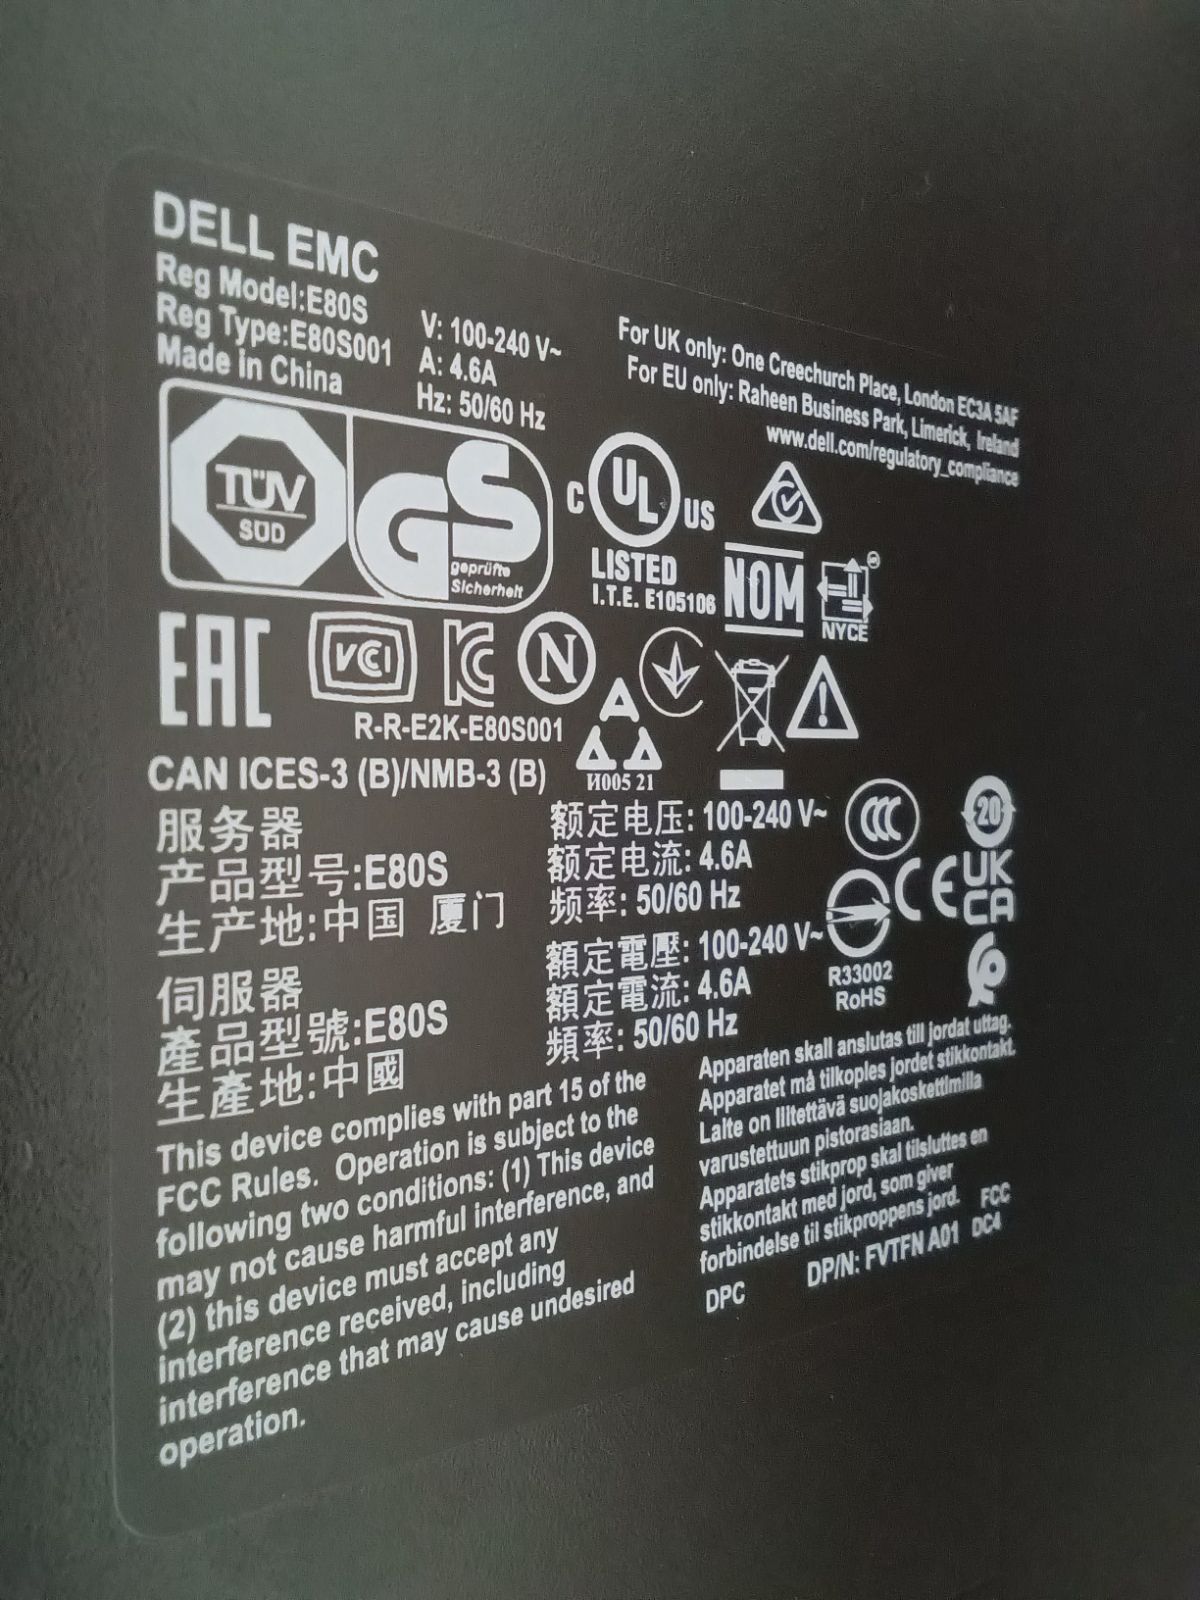 DELL EMC
Reg Model:E80S
Reg Type:E80S001
Made in China
V: 100-240 V~
A: 4.6A
Hz: 50/60 Hz
For UK only: One Creechurch Place, London EC3A 5AF
For EU only: Raheen Business Park, Limerick, Ireland
www.dell.com/regulatory_compliance
TÜV
SÜD
GS
geprüfte
Sicherheit
C UL US
LISTED
I.T.E. E105106
NOM
NYCE
EAC
VCCI
KC
N
R-R-E2K-E80S001
И005 21
CAN ICES-3 (B)/NMB-3 (B)
服务器
产品型号:E80S
生产地:中国 厦门
额定电压: 100-240 V~
额定电流: 4.6A
频率: 50/60 Hz
CCC
20
CE
UK
CA
伺服器
產品型號:E80S
生產地:中國
額定電壓: 100-240 V~
額定電流: 4.6A
頻率: 50/60 Hz
R33002
RoHS
This device complies with part 15 of the
FCC Rules. Operation is subject to the
following two conditions: (1) This device
may not cause harmful interference, and
(2) this device must accept any
interference received, including
interference that may cause undesired
operation.
Apparaten skall anslutas till jordat uttag.
Apparatet må tilkoples jordet stikkontakt.
Laite on liitettävä suojakoskettimilla
varustettuun pistorasiaan.
Apparatets stikprop skal tilsluttes en
stikkontakt med jord, som giver
forbindelse til stikproppens jord.
FCC
DPC
DP/N: FVTFN A01
DC4